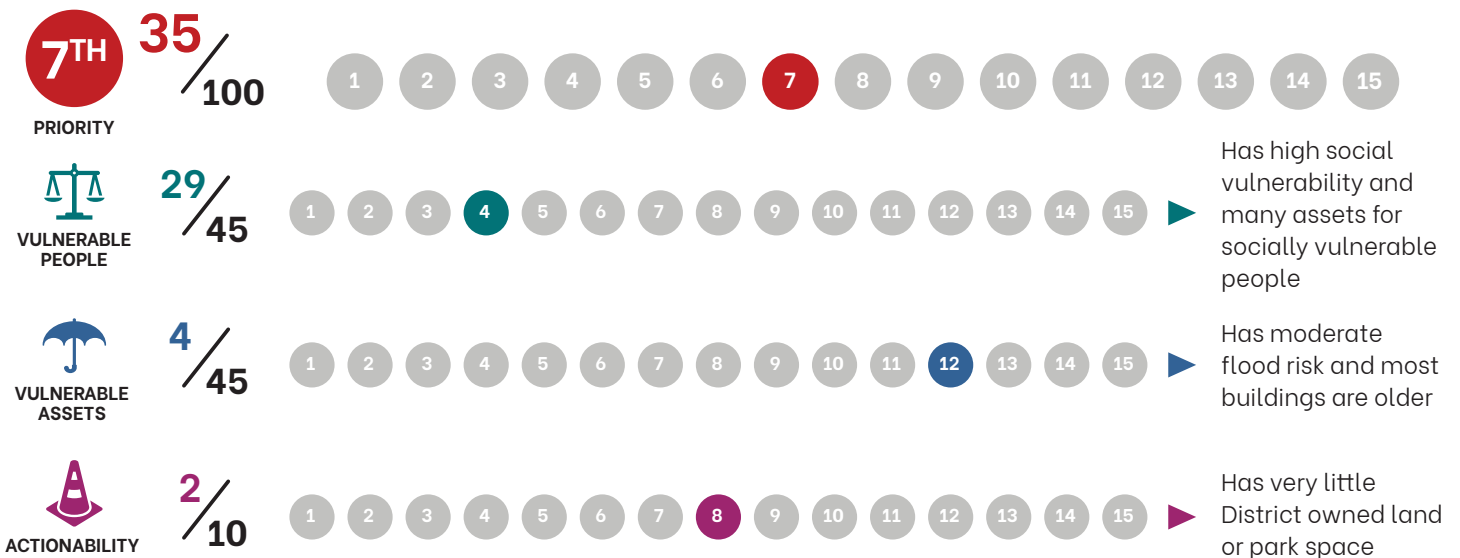 7TH
35/100
PRIORITY
1 2 3 4 5 6 7 8 9 10 11 12 13 14 15
29/45
VULNERABLE
PEOPLE
1 2 3 4 5 6 7 8 9 10 11 12 13 14 15
Has high social
vulnerability and
many assets for
socially vulnerable
people
4/45
VULNERABLE
ASSETS
1 2 3 4 5 6 7 8 9 10 11 12 13 14 15
Has moderate
flood risk and most
buildings are older
2/10
ACTIONABILITY
1 2 3 4 5 6 7 8 9 10 11 12 13 14 15
Has very little
District owned land
or park space